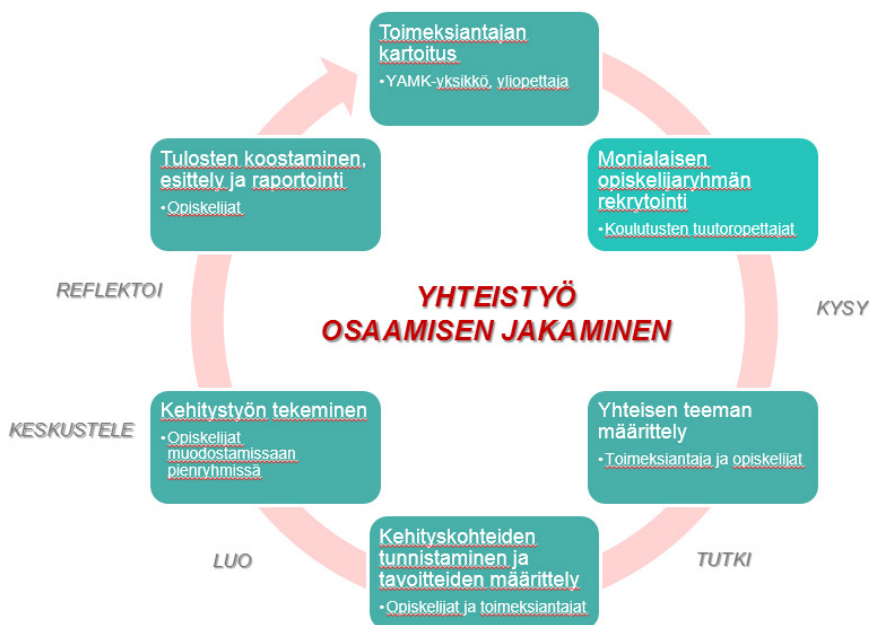 Toimeksiantajan
kartoitus
•YAMK-yksikkö, yliopettaja
Monialaisen
opiskelijaryhmän
rekrytointi
•Koulutusten tuutoropettajat
KYSY
Yhteisen teeman
määrittely
•Toimeksiantaja ja opiskelijat
TUTKI
Kehityskohteiden
tunnistaminen ja
tavoitteiden määrittely
•Opiskelijat ja toimeksiantajat
LUO
Kehitystyön tekeminen
•Opiskelijat
muodostamissaan
pienryhmissä
KESKUSTELE
REFLEKTOI
Tulosten koostaminen,
esittely ja raportointi
•Opiskelijat
YHTEISTYÖ
OSAAMISEN JAKAMINEN